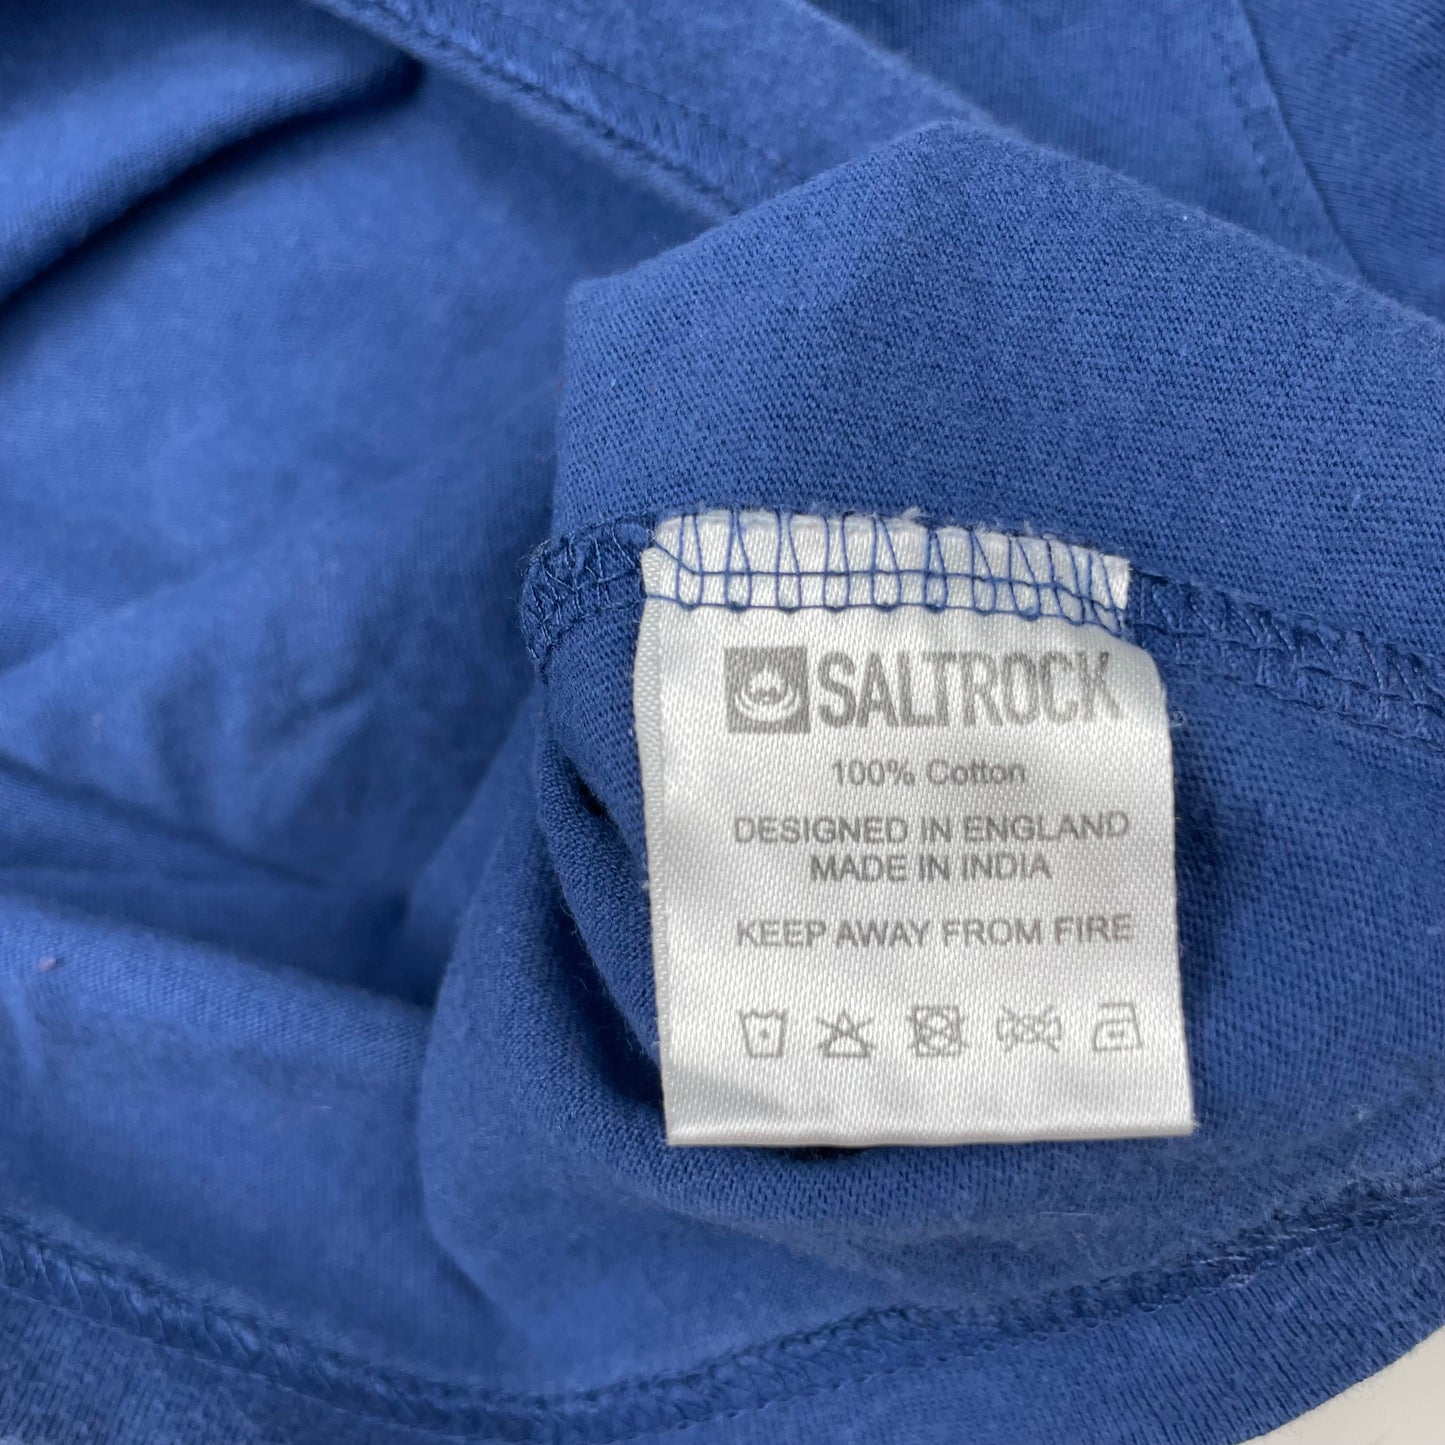 SALTROCK
100% Cotton
DESIGNED IN ENGLAND
MADE IN INDIA
KEEP AWAY FROM FIRE